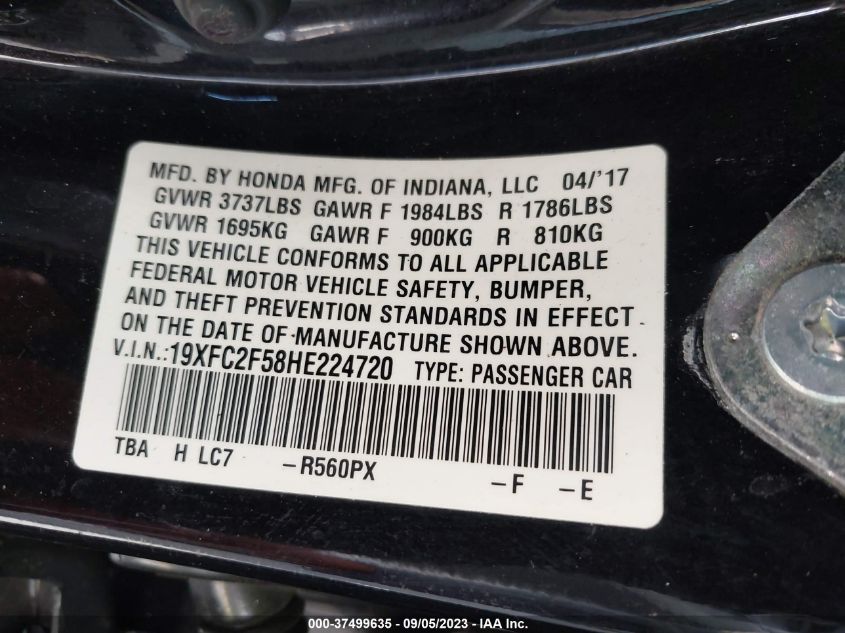 MFD. BY HONDA MFG. OF INDIANA, LLC 04/'17
GVWR 3737LBS GAWR F 1984LBS R 1786LBS
GVWR 1695KG GAWR F 900KG R 810KG
THIS VEHICLE CONFORMS TO ALL APPLICABLE
FEDERAL MOTOR VEHICLE SAFETY, BUMPER,
AND THEFT PREVENTION STANDARDS IN EFFECT
ON THE DATE OF MANUFACTURE SHOWN ABOVE.
V.I.N.:19XFC2F58HE224720 TYPE: PASSENGER CAR
TBA H LC7 -R560PX -F -E
000-37499635 - 09/05/2023 - IAA Inc.